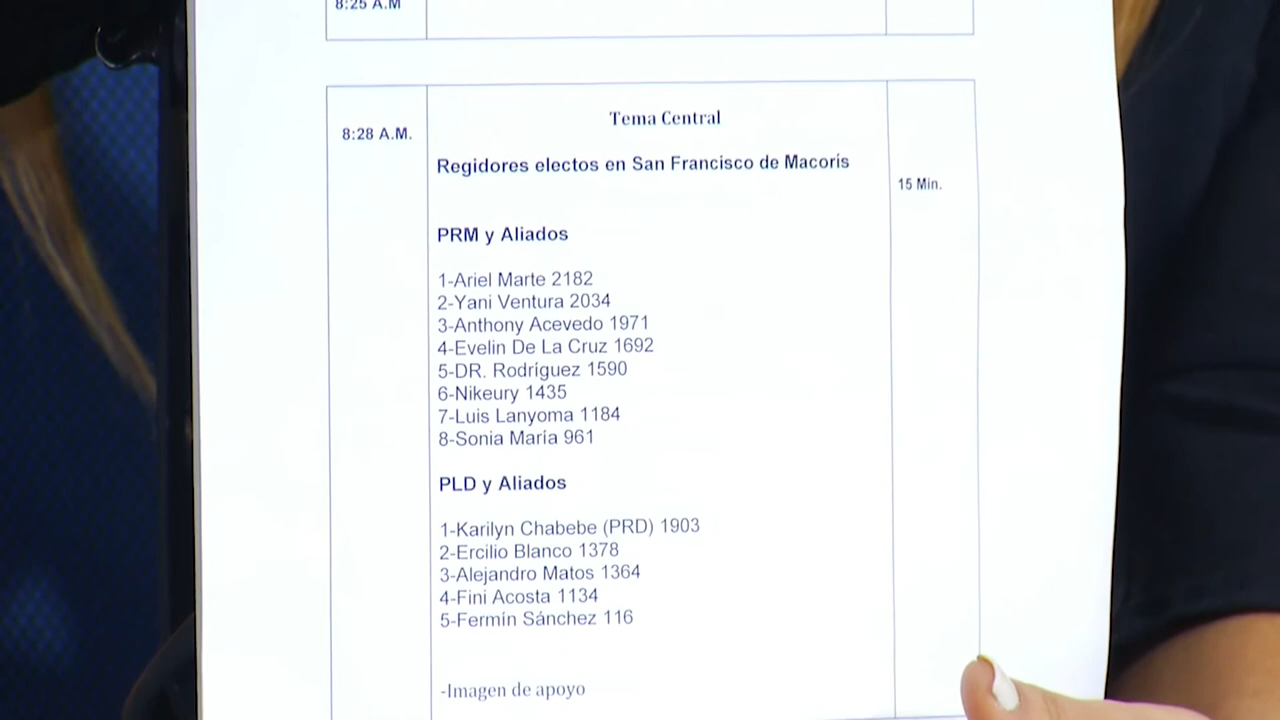 8:25 A.M
Tema Central
8:28 A.M.
Regidores electos en San Francisco de Macorís
15 Min.
PRM y Aliados
1-Ariel Marte 2182
2-Yani Ventura 2034
3-Anthony Acevedo 1971
4-Evelin De La Cruz 1692
5-DR. Rodríguez 1590
6-Nikeury 1435
7-Luis Lanyoma 1184
8-Sonia María 961
PLD y Aliados
1-Karilyn Chabebe (PRD) 1903
2-Ercilio Blanco 1378
3-Alejandro Matos 1364
4-Fini Acosta 1134
5-Fermín Sánchez 116
-Imagen de apoyo